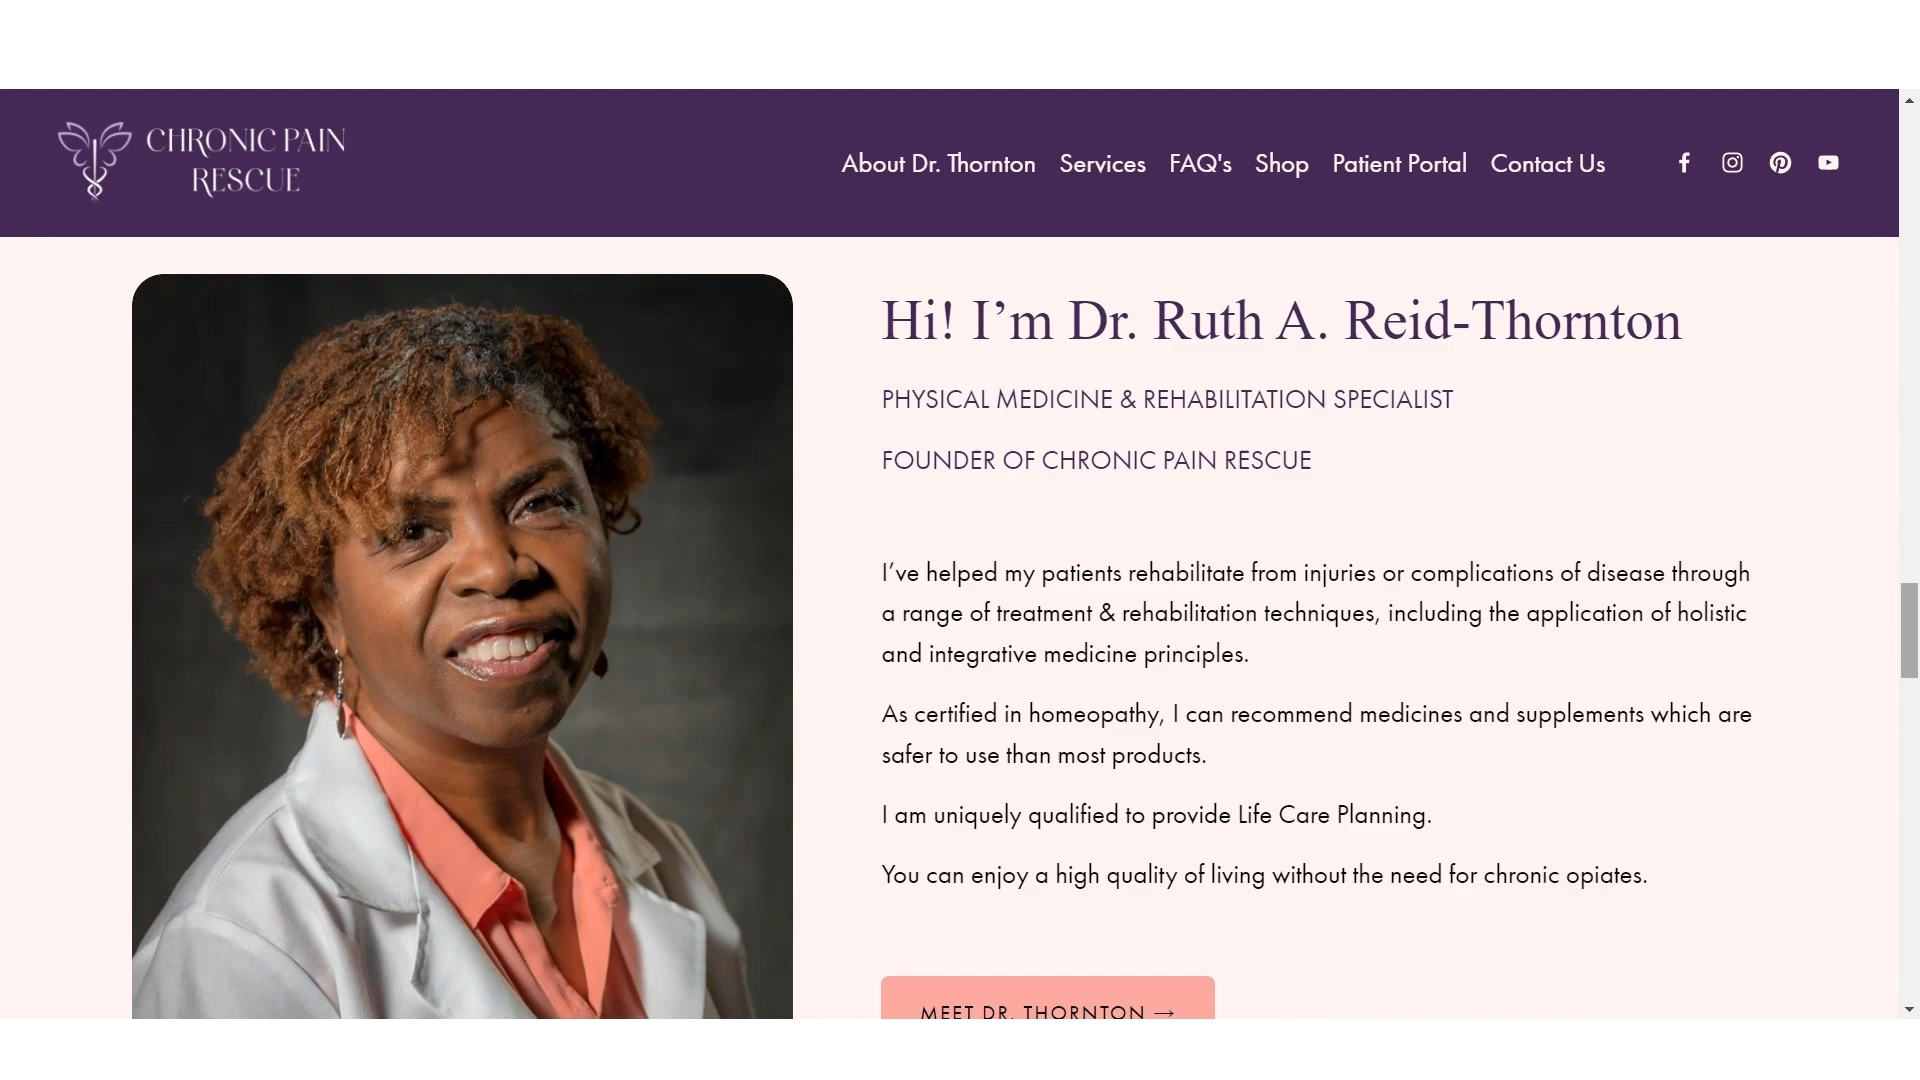 CHRONIC PAIN
RESCUE
About Dr. Thornton Services FAQ's Shop Patient Portal Contact Us
Hi! I’m Dr. Ruth A. Reid-Thornton
PHYSICAL MEDICINE & REHABILITATION SPECIALIST
FOUNDER OF CHRONIC PAIN RESCUE
I’ve helped my patients rehabilitate from injuries or complications of disease through
a range of treatment & rehabilitation techniques, including the application of holistic
and integrative medicine principles.
As certified in homeopathy, I can recommend medicines and supplements which are
safer to use than most products.
I am uniquely qualified to provide Life Care Planning.
You can enjoy a high quality of living without the need for chronic opiates.
MEET DR. THORNTON →